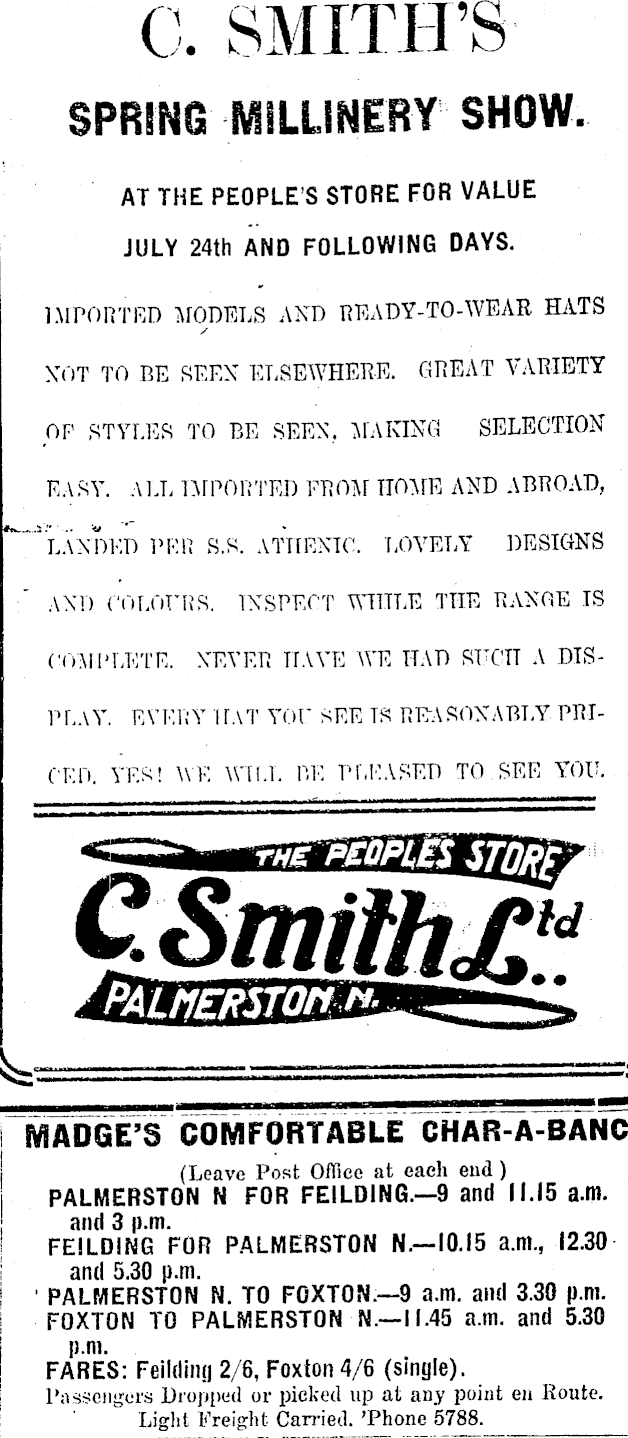 C. SMITH'S
SPRING MILLINERY SHOW.
AT THE PEOPLE'S STORE FOR VALUE
JULY 24th AND FOLLOWING DAYS.
IMPORTED MODELS AND READY-TO-WEAR HATS
NOT TO BE SEEN ELSEWHERE. GREAT VARIETY
OF STYLES TO BE SEEN, MAKING SELECTION
EASY. ALL IMPORTED FROM HOME AND ABROAD,
LANDED PER S.S. ATHENIC. LOVELY DESIGNS
AND COLOURS. INSPECT WHILE THE RANGE IS
COMPLETE. NEVER HAVE WE HAD SUCH A DIS-
PLAY. EVERY HAT YOU SEE IS REASONABLY PRI-
CED. YES! WE WILL BE PLEASED TO SEE YOU.
THE PEOPLES STORE
C. Smith Ltd..
PALMERSTON. N.
MADGE'S COMFORTABLE CHAR-A-BANC
(Leave Post Office at each end)
PALMERSTON N FOR FEILDING.—9 and 11.15 a.m.
and 3 p.m.
FEILDING FOR PALMERSTON N.—10.15 a.m., 12.30
and 5.30 p.m.
PALMERSTON N. TO FOXTON.—9 a.m. and 3.30 p.m.
FOXTON TO PALMERSTON N.—11.45 a.m. and 5.30
p.m.
FARES: Feilding 2/6, Foxton 4/6 (single).
Passengers Dropped or picked up at any point en Route.
Light Freight Carried. 'Phone 5788.